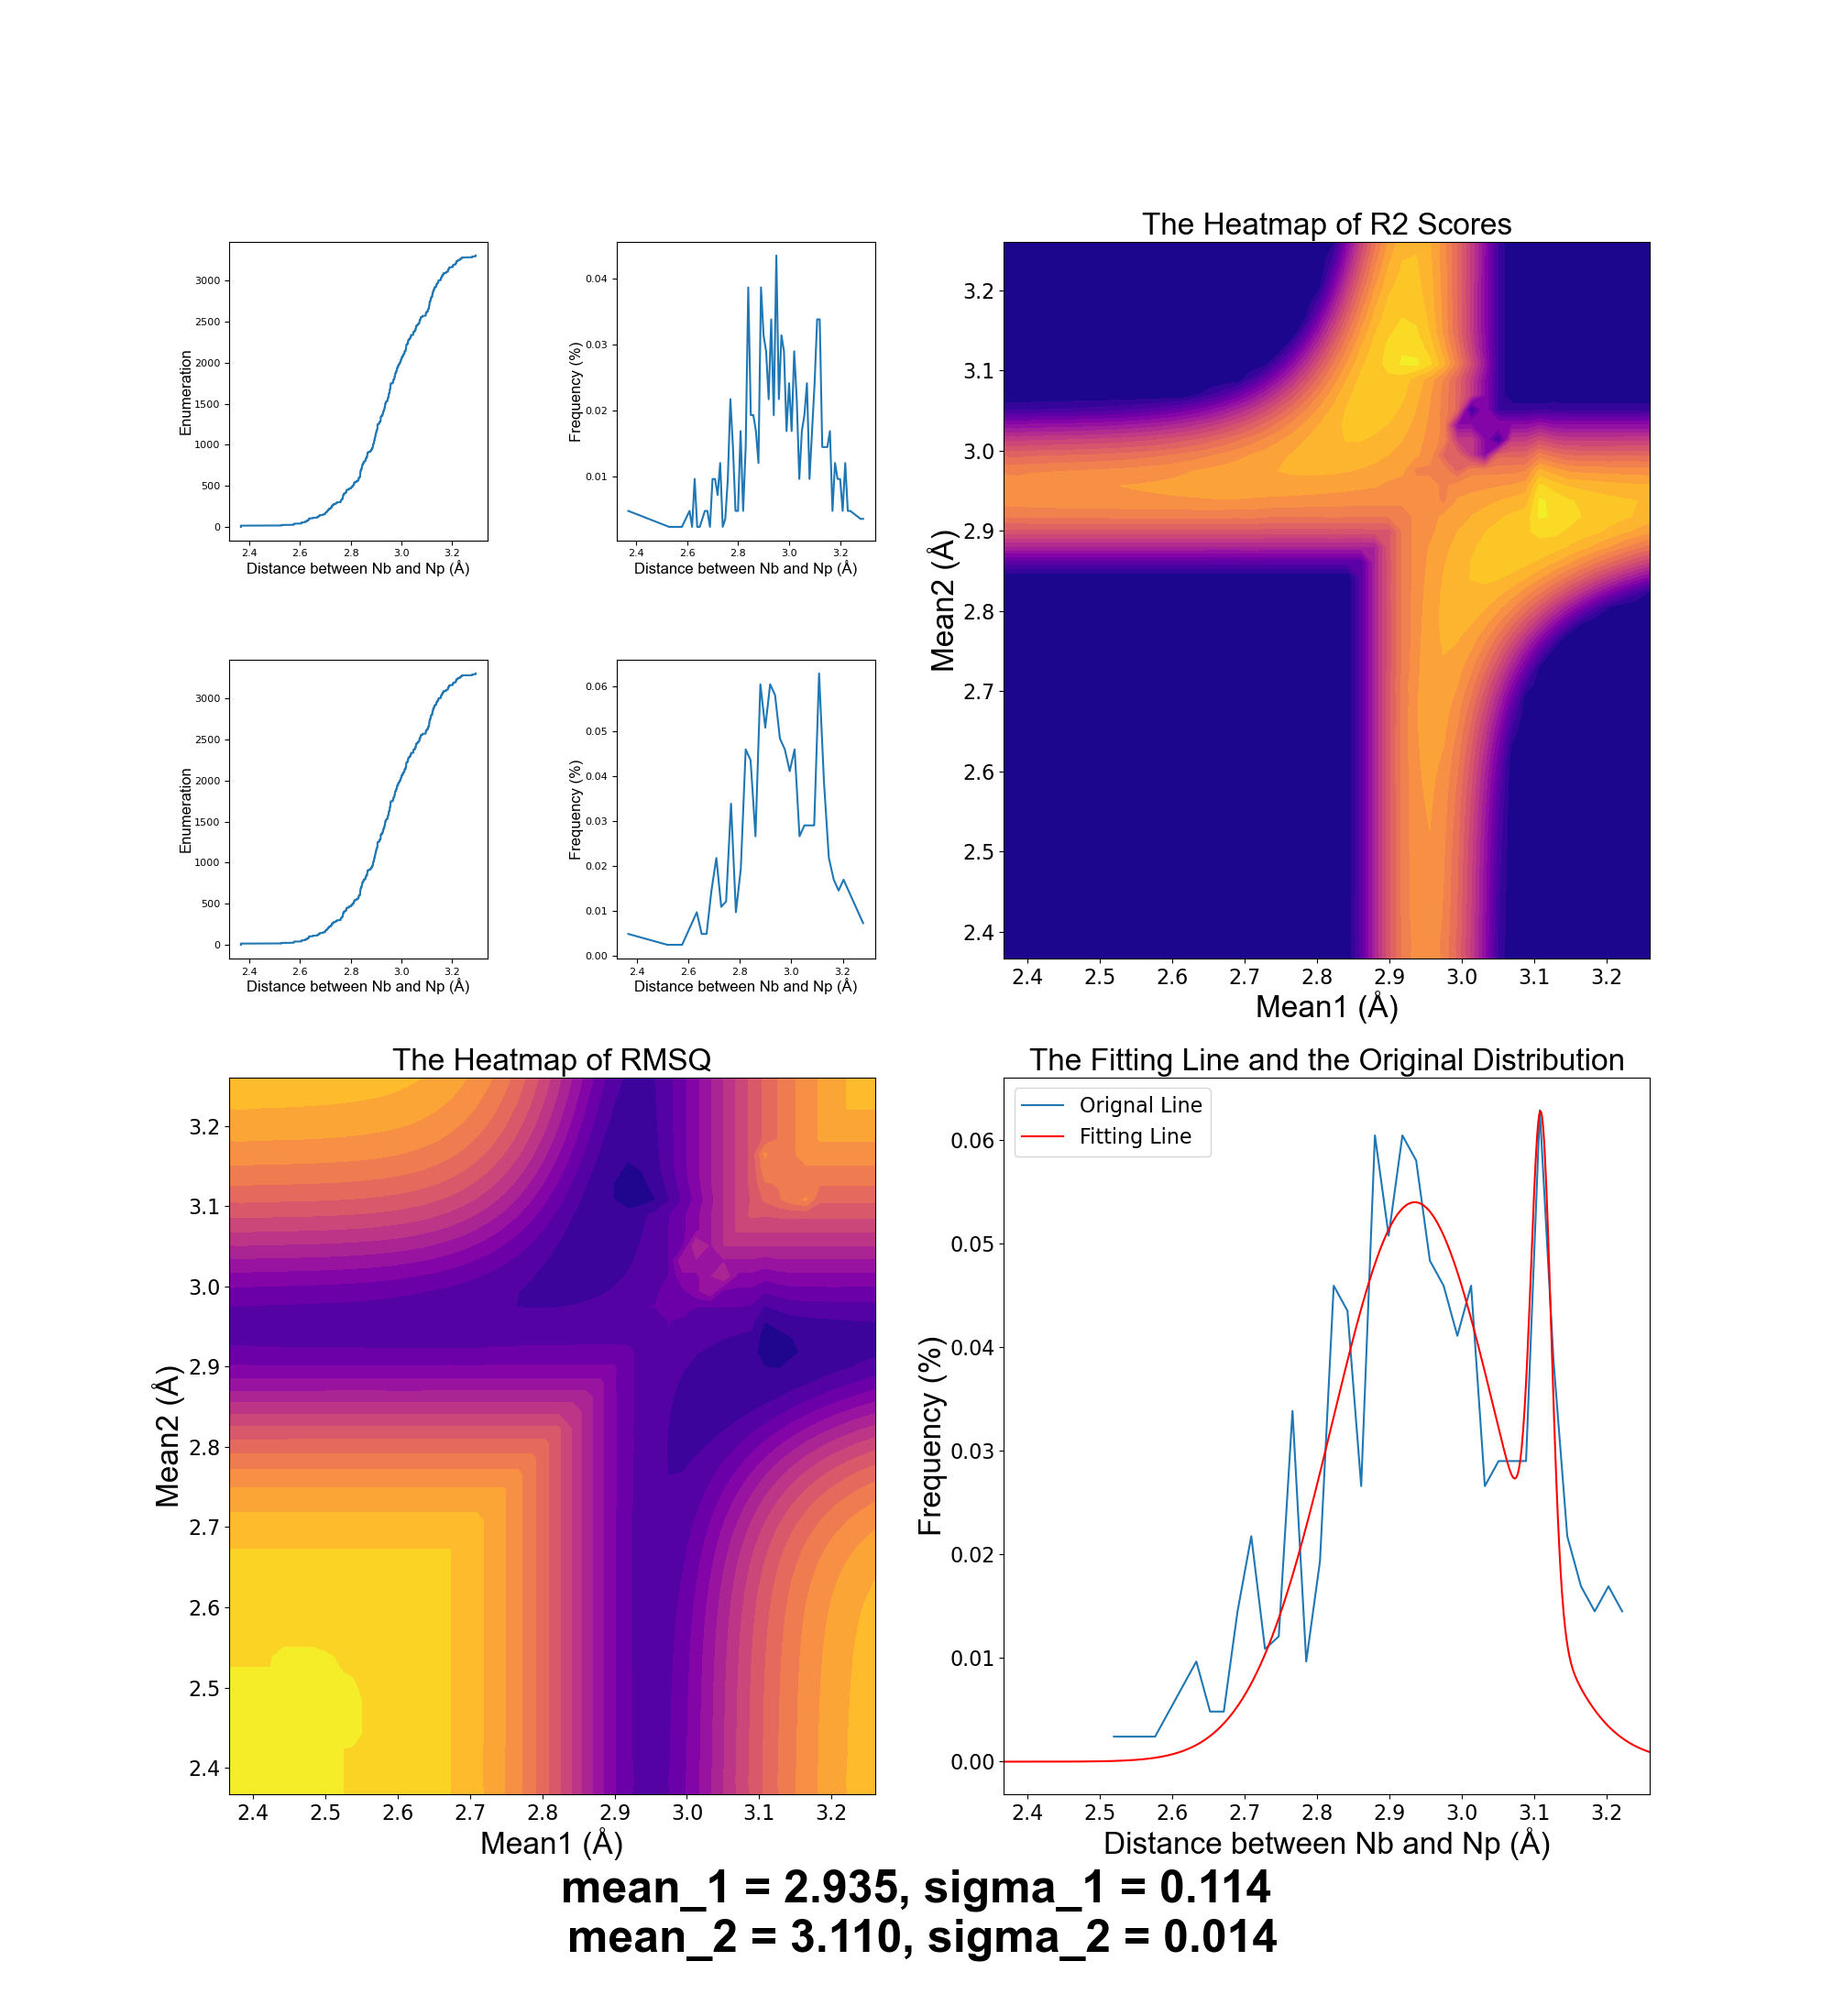 3000
2500
2000
1500
1000
500
0
Enumeration
2.4 2.6 2.8 3.0 3.2
Distance between Nb and Np (Å)
0.04
0.03
0.02
0.01
Frequency (%)
2.4 2.6 2.8 3.0 3.2
Distance between Nb and Np (Å)
The Heatmap of R2 Scores
3.2
3.1
3.0
2.9
2.8
2.7
2.6
2.5
2.4
Mean2 (Å)
2.4 2.5 2.6 2.7 2.8 2.9 3.0 3.1 3.2
Mean1 (Å)
3000
2500
2000
1500
1000
500
0
Enumeration
2.4 2.6 2.8 3.0 3.2
Distance between Nb and Np (Å)
0.06
0.05
0.04
0.03
0.02
0.01
0.00
Frequency (%)
2.4 2.6 2.8 3.0 3.2
Distance between Nb and Np (Å)
The Heatmap of RMSQ
3.2
3.1
3.0
2.9
2.8
2.7
2.6
2.5
2.4
Mean2 (Å)
2.4 2.5 2.6 2.7 2.8 2.9 3.0 3.1 3.2
Mean1 (Å)
The Fitting Line and the Original Distribution
Orignal Line
Fitting Line
0.06
0.05
0.04
0.03
0.02
0.01
0.00
Frequency (%)
2.4 2.5 2.6 2.7 2.8 2.9 3.0 3.1 3.2
Distance between Nb and Np (Å)
mean_1 = 2.935, sigma_1 = 0.114
mean_2 = 3.110, sigma_2 = 0.014